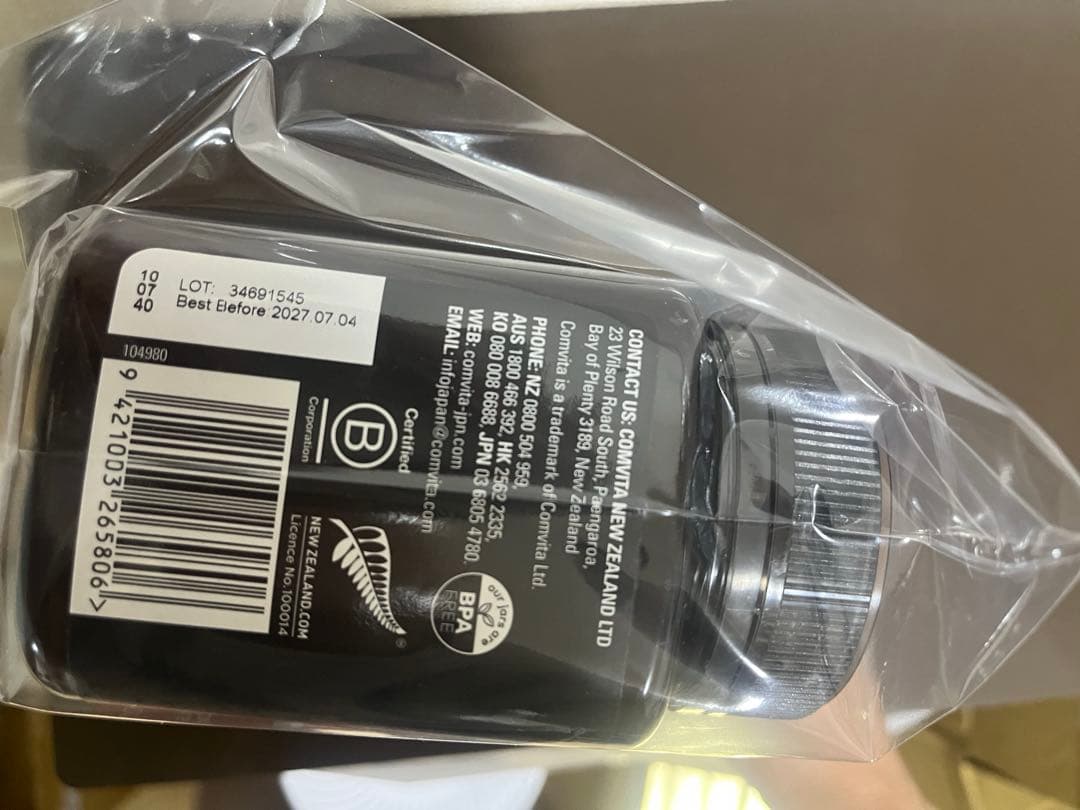 CONTACT US: COMVITA NEW ZEALAND LTD
23 Wilson Road South, Paengaroa,
Bay of Plenty 3189, New Zealand
Comvita is a trademark of Comvita Ltd.
PHONE: NZ 0800 504 959,
AUS 1800 466 392, HK 2562 2335,
KO 080 008 6688, JPN 03 6805 4780.
WEB: comvita-jpn.com
EMAIL: infojapan@comvita.com
our jars are
BPA
FREE
Certified
B
Corporation
®
NEWZEALAND.COM
Licence No.100014
10
07
40
LOT: 34691545
Best Before 2027.07.04
104980
9 421003 265806 >